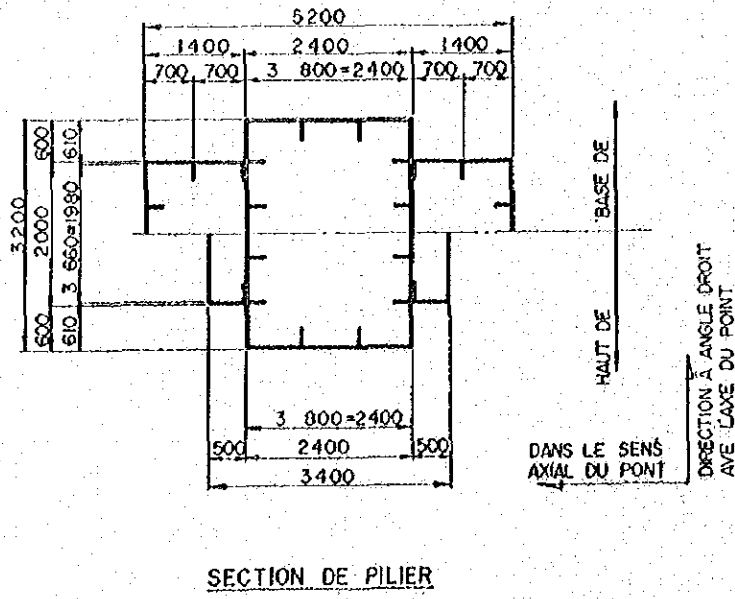 5200
1400 2400 1400
700 700 3 800=2400 700 700
3200
600 2000 600
610 3 660=1980 610
BASE DE
HAUT DE
DIRECTION A ANGLE DROIT
AVE L'AXE DU POINT
3 800=2400
500 2400 500
3400
DANS LE SENS
AXIAL DU PONT
SECTION DE PILIER